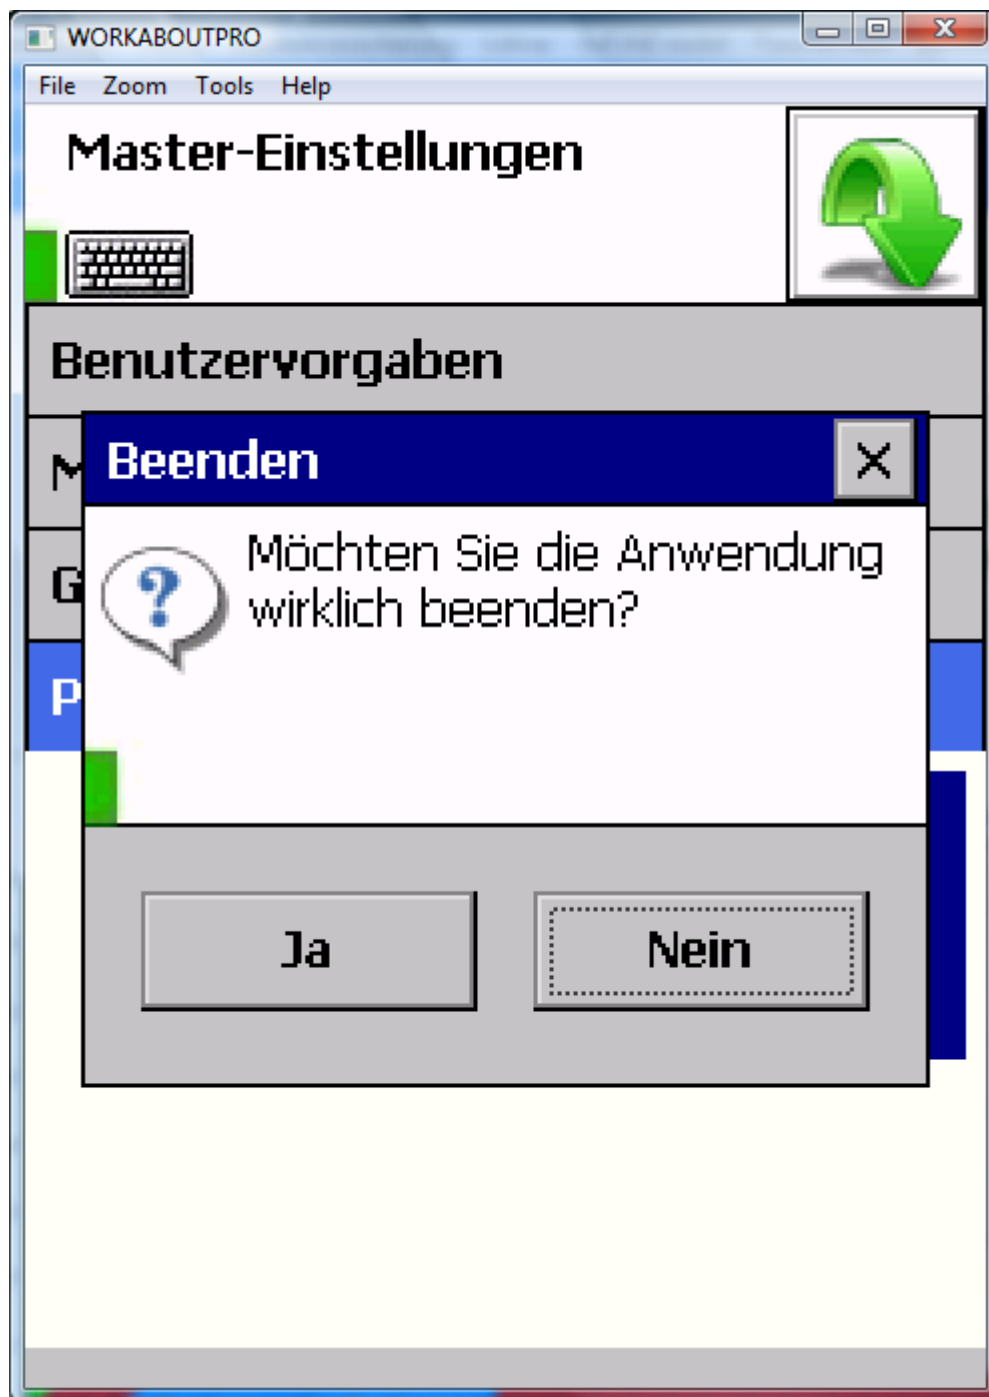 WORKABOUTPRO
File Zoom Tools Help
Master-Einstellungen
Benutzervorgaben
Beenden
Möchten Sie die Anwendung
wirklich beenden?
Ja Nein